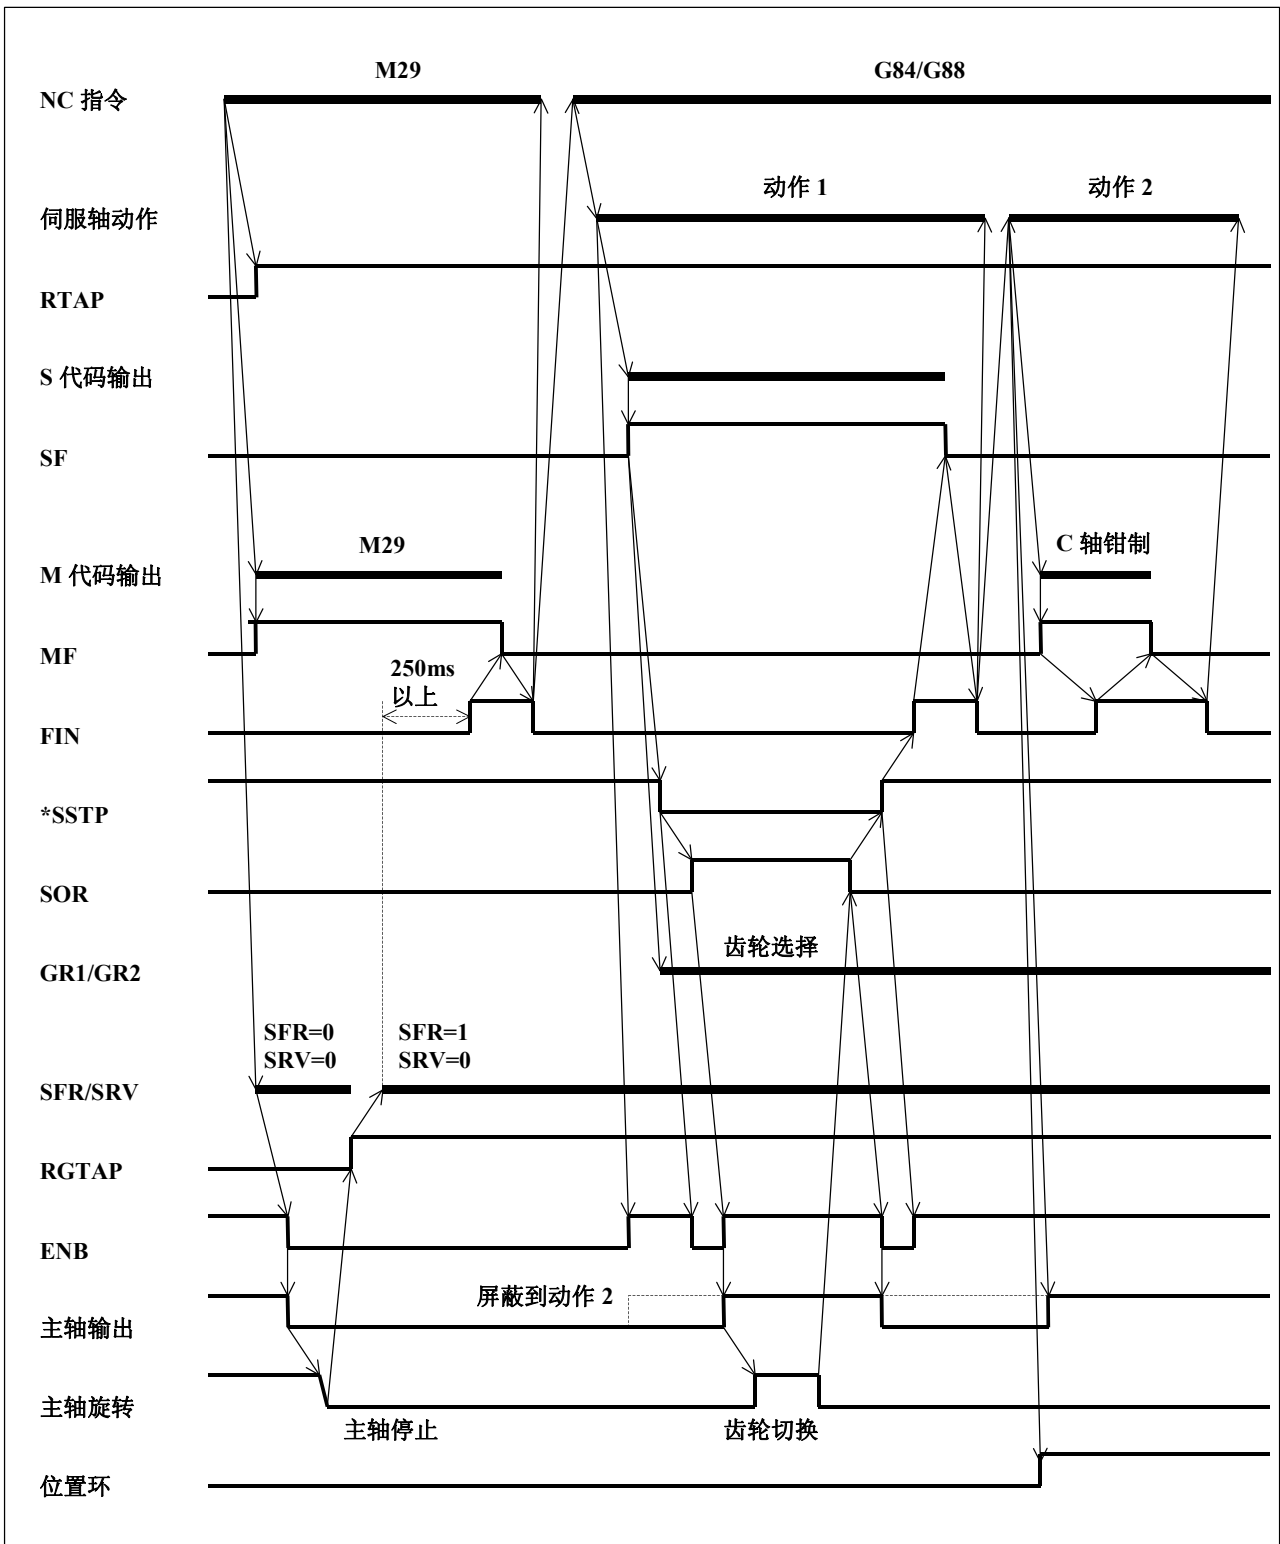 M29
G84/G88
NC 指令
动作 1
动作 2
伺服轴动作
RTAP
S 代码输出
SF
M29
C 轴钳制
M 代码输出
MF
250ms
以上
FIN
*SSTP
SOR
齿轮选择
GR1/GR2
SFR=0
SRV=0
SFR=1
SRV=0
SFR/SRV
RGTAP
ENB
屏蔽到动作 2
主轴输出
主轴旋转
主轴停止
齿轮切换
位置环